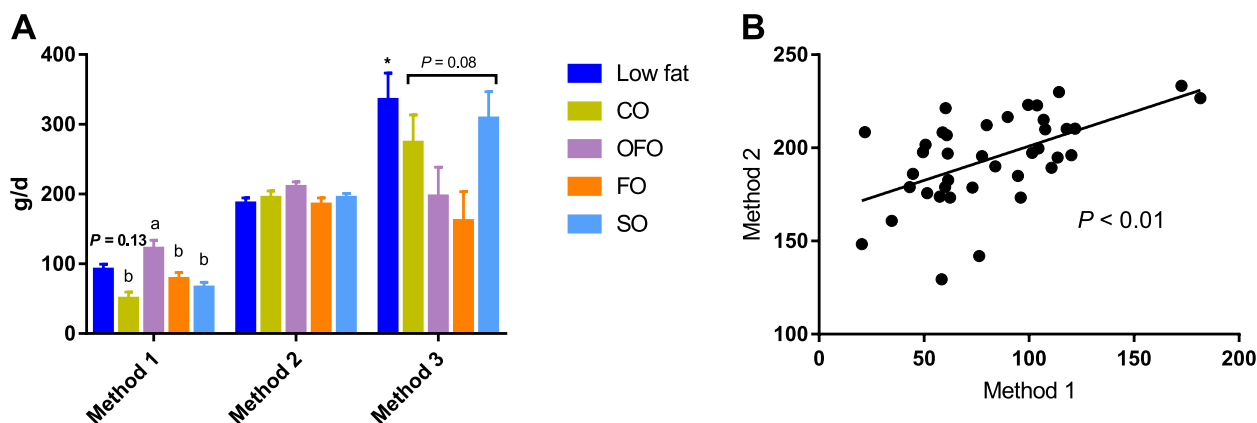 A
g/d
400
300
200
100
0
P = 0.13
b
a
b
b
*
P = 0.08
Method 1
Method 2
Method 3
Low fat
CO
OFO
FO
SO
B
Method 2
250
200
150
100
P < 0.01
0
50
100
150
200
Method 1